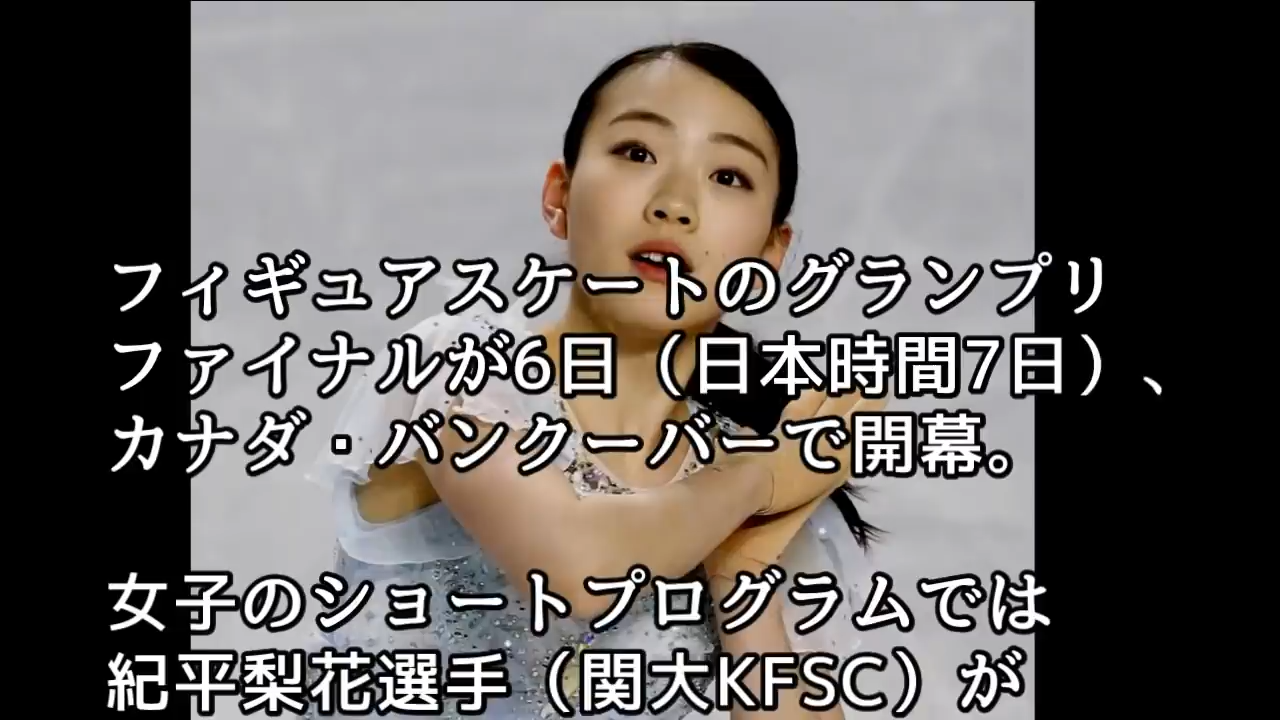 フィギュアスケートのグランプリ
ファイナルが6日（日本時間7日）、
カナダ・バンクーバーで開幕。
女子のショートプログラムでは
紀平梨花選手（関大KFSC）が